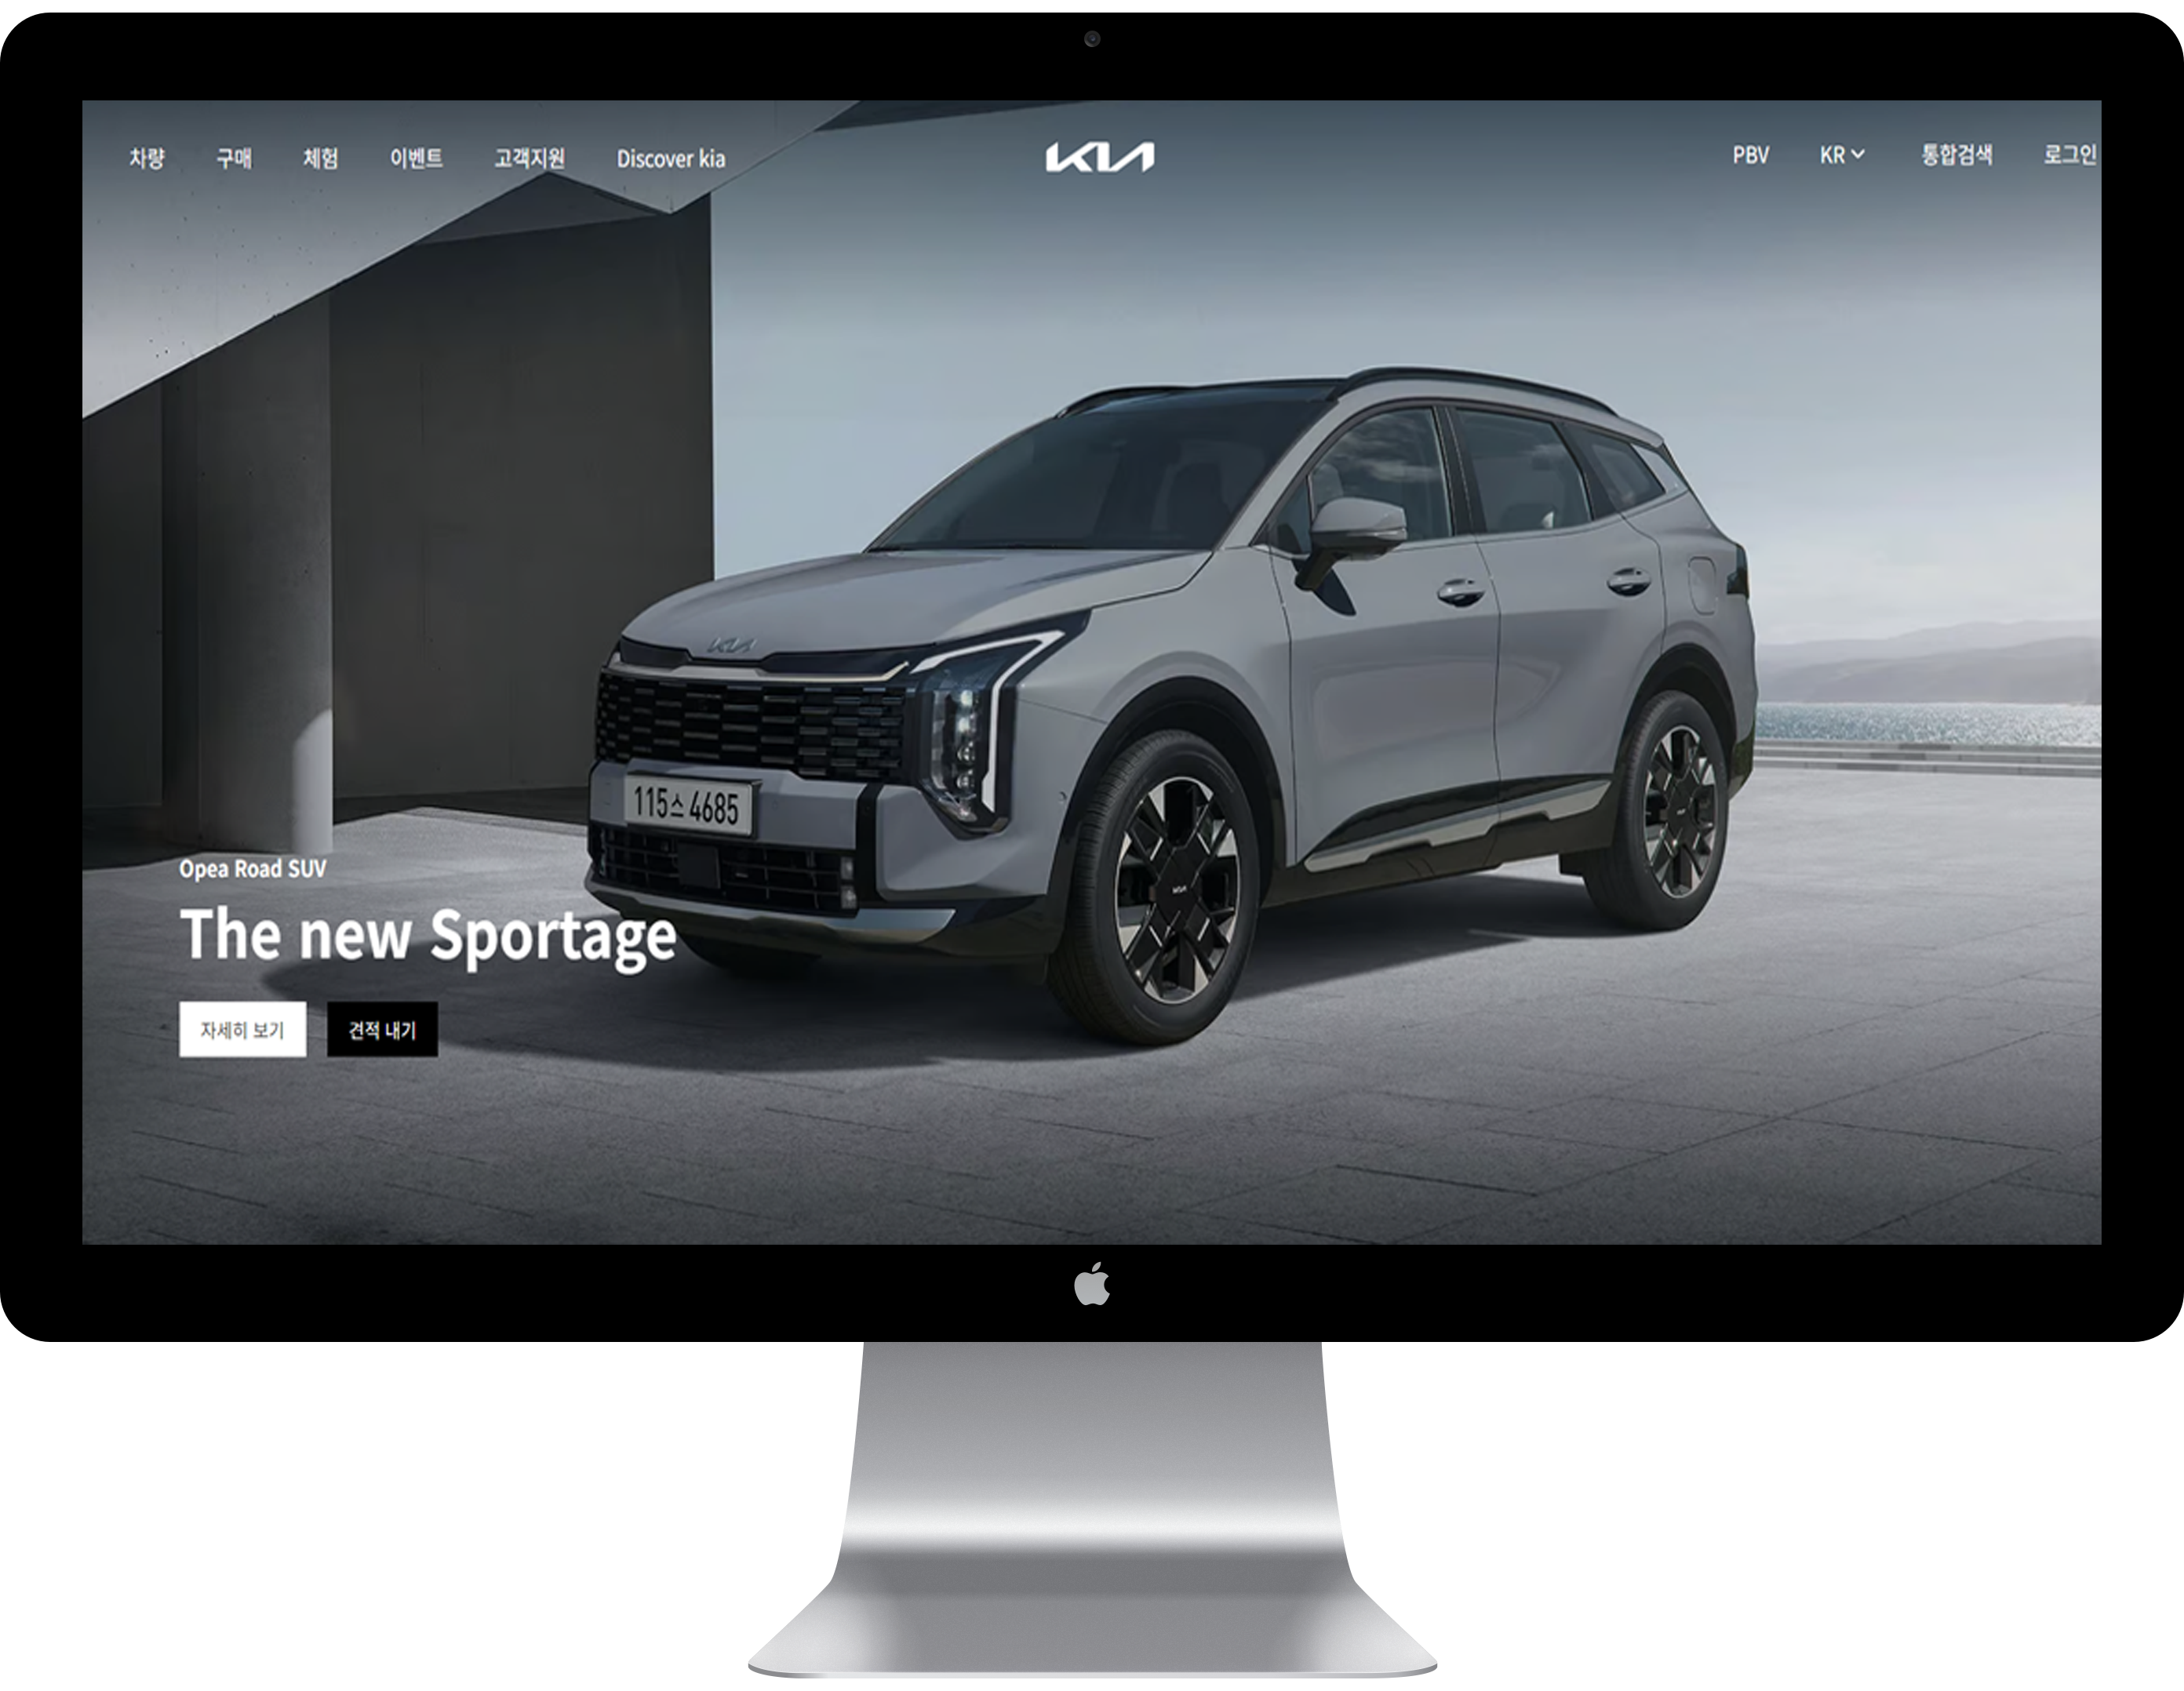 차량 구매 체험 이벤트 고객지원 Discover kia KIA PBV KR 통합검색 로그인
KIA
115스 4685
Opea Road SUV
The new Sportage
자세히 보기 견적 내기